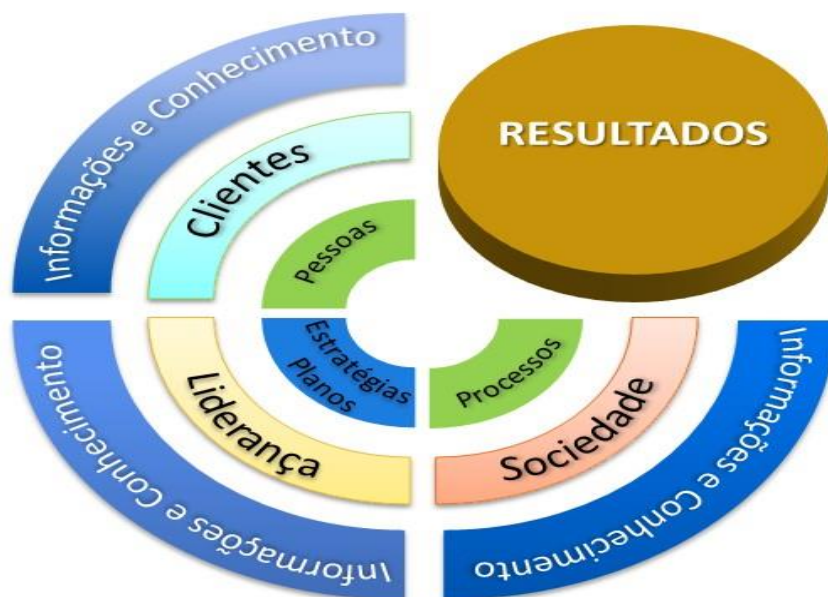 Informações e Conhecimento
Clientes
Pessoas
RESULTADOS
Informações e Conhecimento
Liderança
Estratégias
Planos
Processos
Sociedade
Informações e Conhecimento